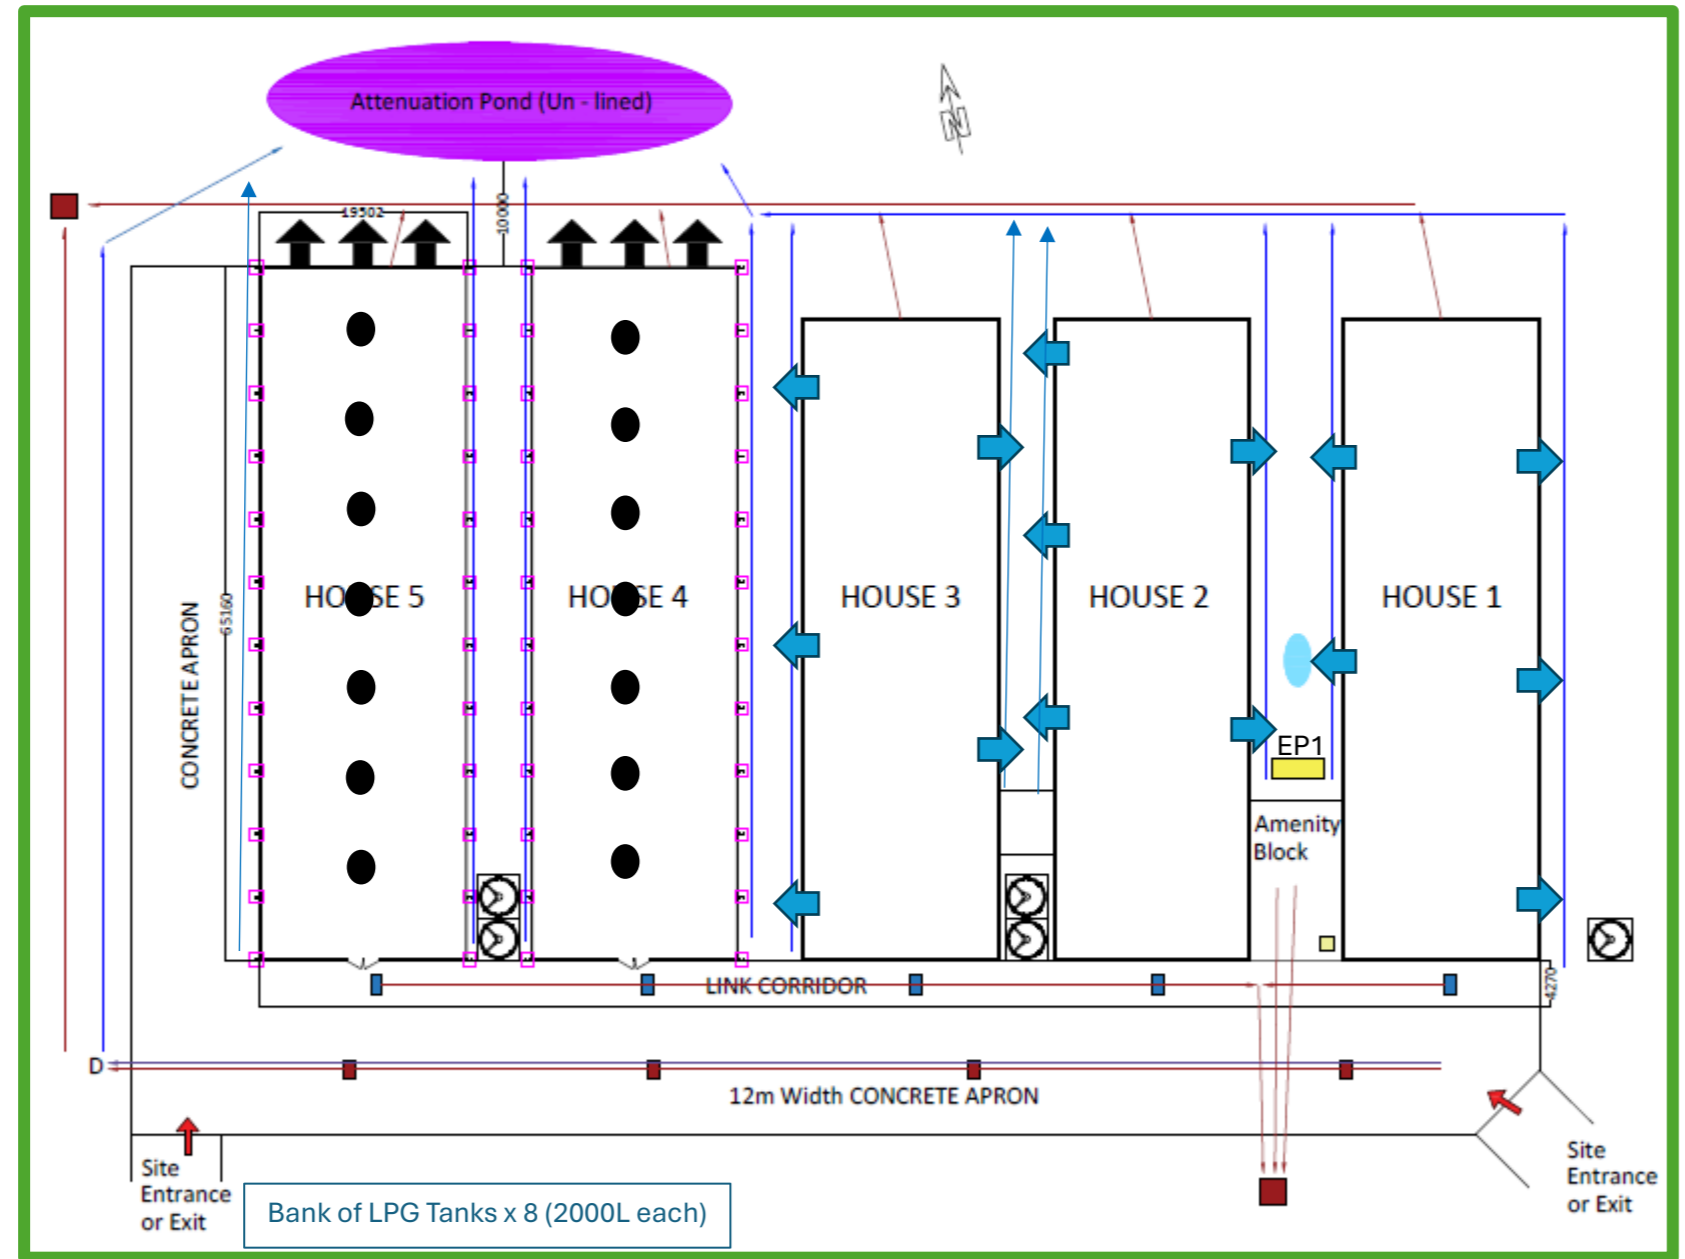 Attenuation Pond (Un - lined)
N
19502
10000
CONCRETE APRON
65160
HOUSE 5
HOUSE 4
HOUSE 3
HOUSE 2
HOUSE 1
EP1
Amenity
Block
LINK CORRIDOR
4270
D
12m Width CONCRETE APRON
Site
Entrance
or Exit
Bank of LPG Tanks x 8 (2000L each)
Site
Entrance
or Exit